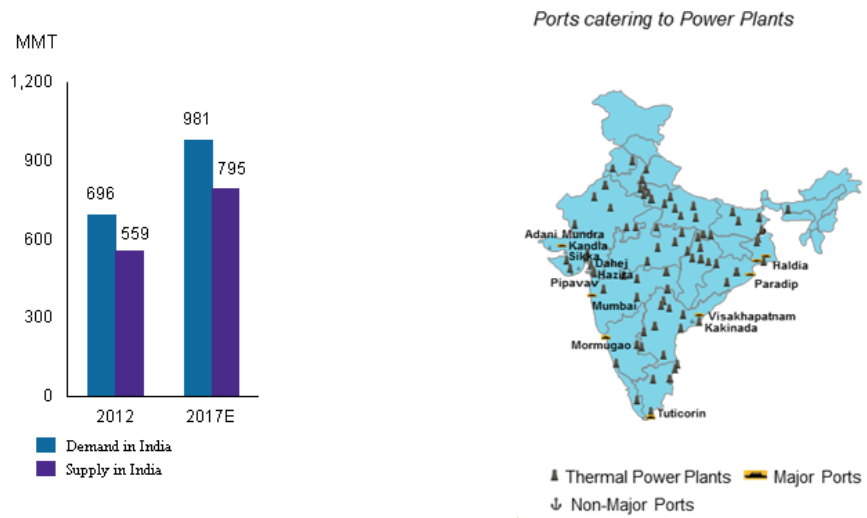 Ports catering to Power Plants
MMT
1,200
900
600
300
0
696
559
981
795
2012
2017E
Demand in India
Supply in India
Adani Mundra
Kandla
Sikka
Dahej
Hazira
Pipavav
Mumbai
Mormugao
Haldia
Paradip
Visakhapatnam
Kakinada
Tuticorin
Thermal Power Plants
Major Ports
Non-Major Ports